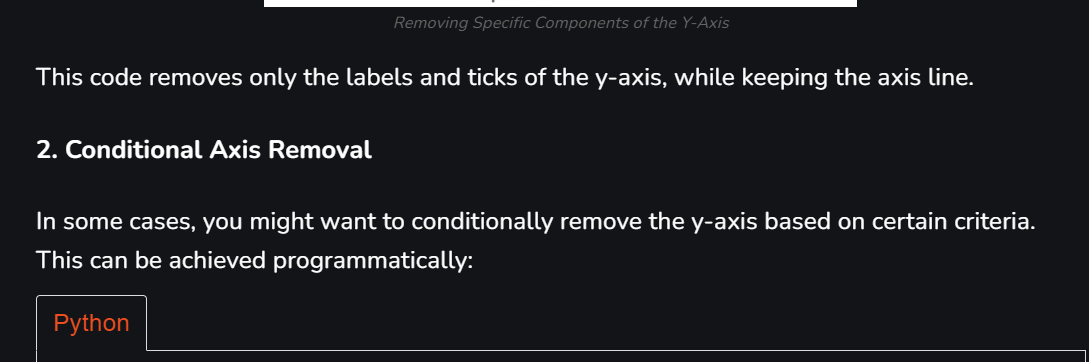 Removing Specific Components of the Y-Axis
This code removes only the labels and ticks of the y-axis, while keeping the axis line.
2. Conditional Axis Removal
In some cases, you might want to conditionally remove the y-axis based on certain criteria.
This can be achieved programmatically:
Python